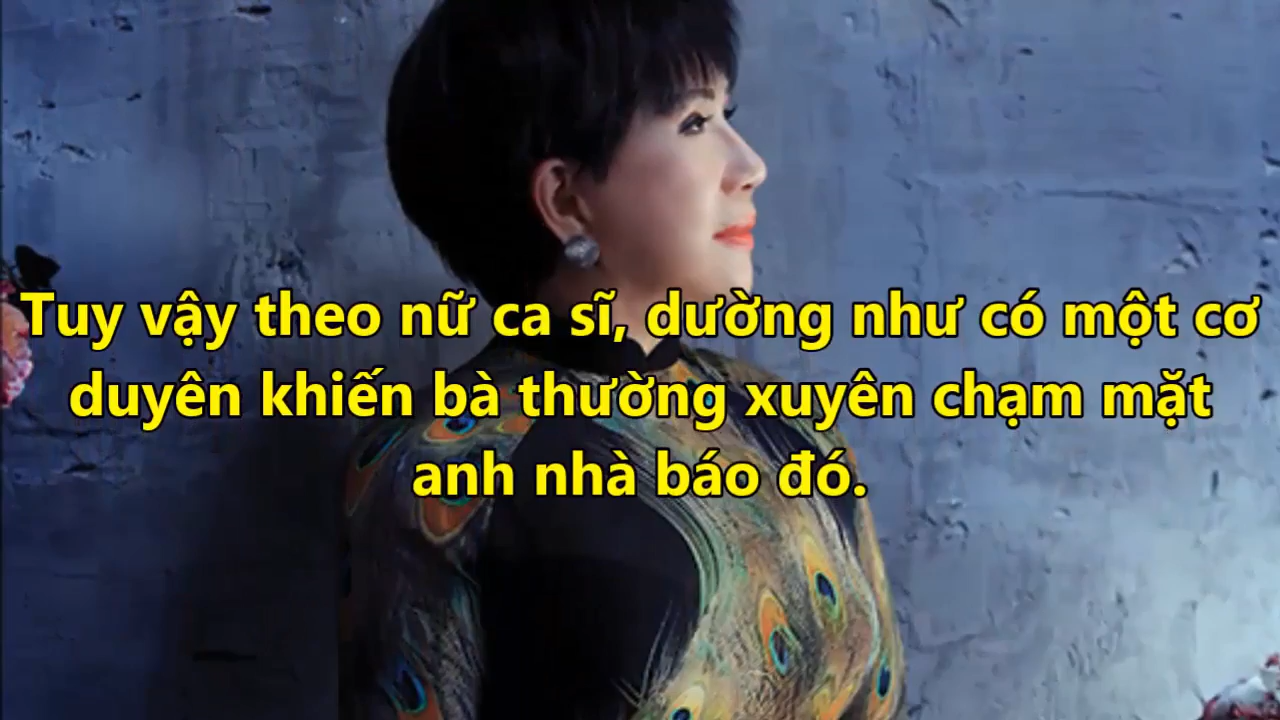 Tuy vậy theo nữ ca sĩ, dường như có một cơ
duyên khiến bà thường xuyên chạm mặt
anh nhà báo đó.